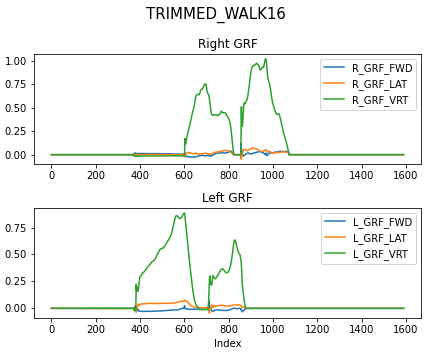 TRIMMED_WALK16
Right GRF
1.00
0.75
0.50
0.25
0.00
R_GRF_FWD
R_GRF_LAT
R_GRF_VRT
0 200 400 600 800 1000 1200 1400 1600
Left GRF
0.75
0.50
0.25
0.00
L_GRF_FWD
L_GRF_LAT
L_GRF_VRT
0 200 400 600 800 1000 1200 1400 1600
Index